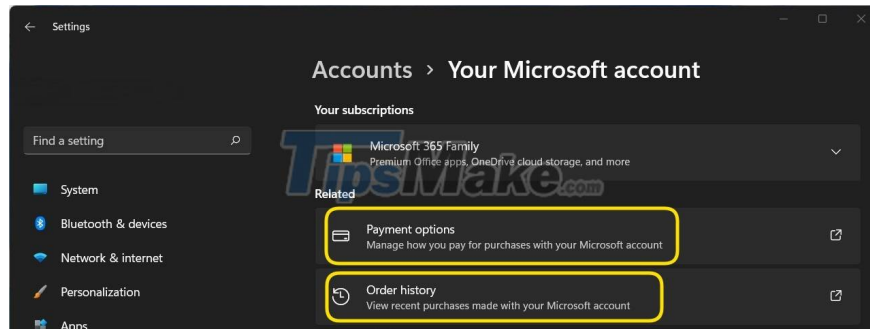 Settings
Accounts > Your Microsoft account
Your subscriptions
Find a setting
Microsoft 365 Family
Premium Office apps, OneDrive cloud storage, and more
TipsMake.com
System
Related
Bluetooth & devices
Payment options
Manage how you pay for purchases with your Microsoft account
Network & internet
Personalization
Order history
View recent purchases made with your Microsoft account
Apps